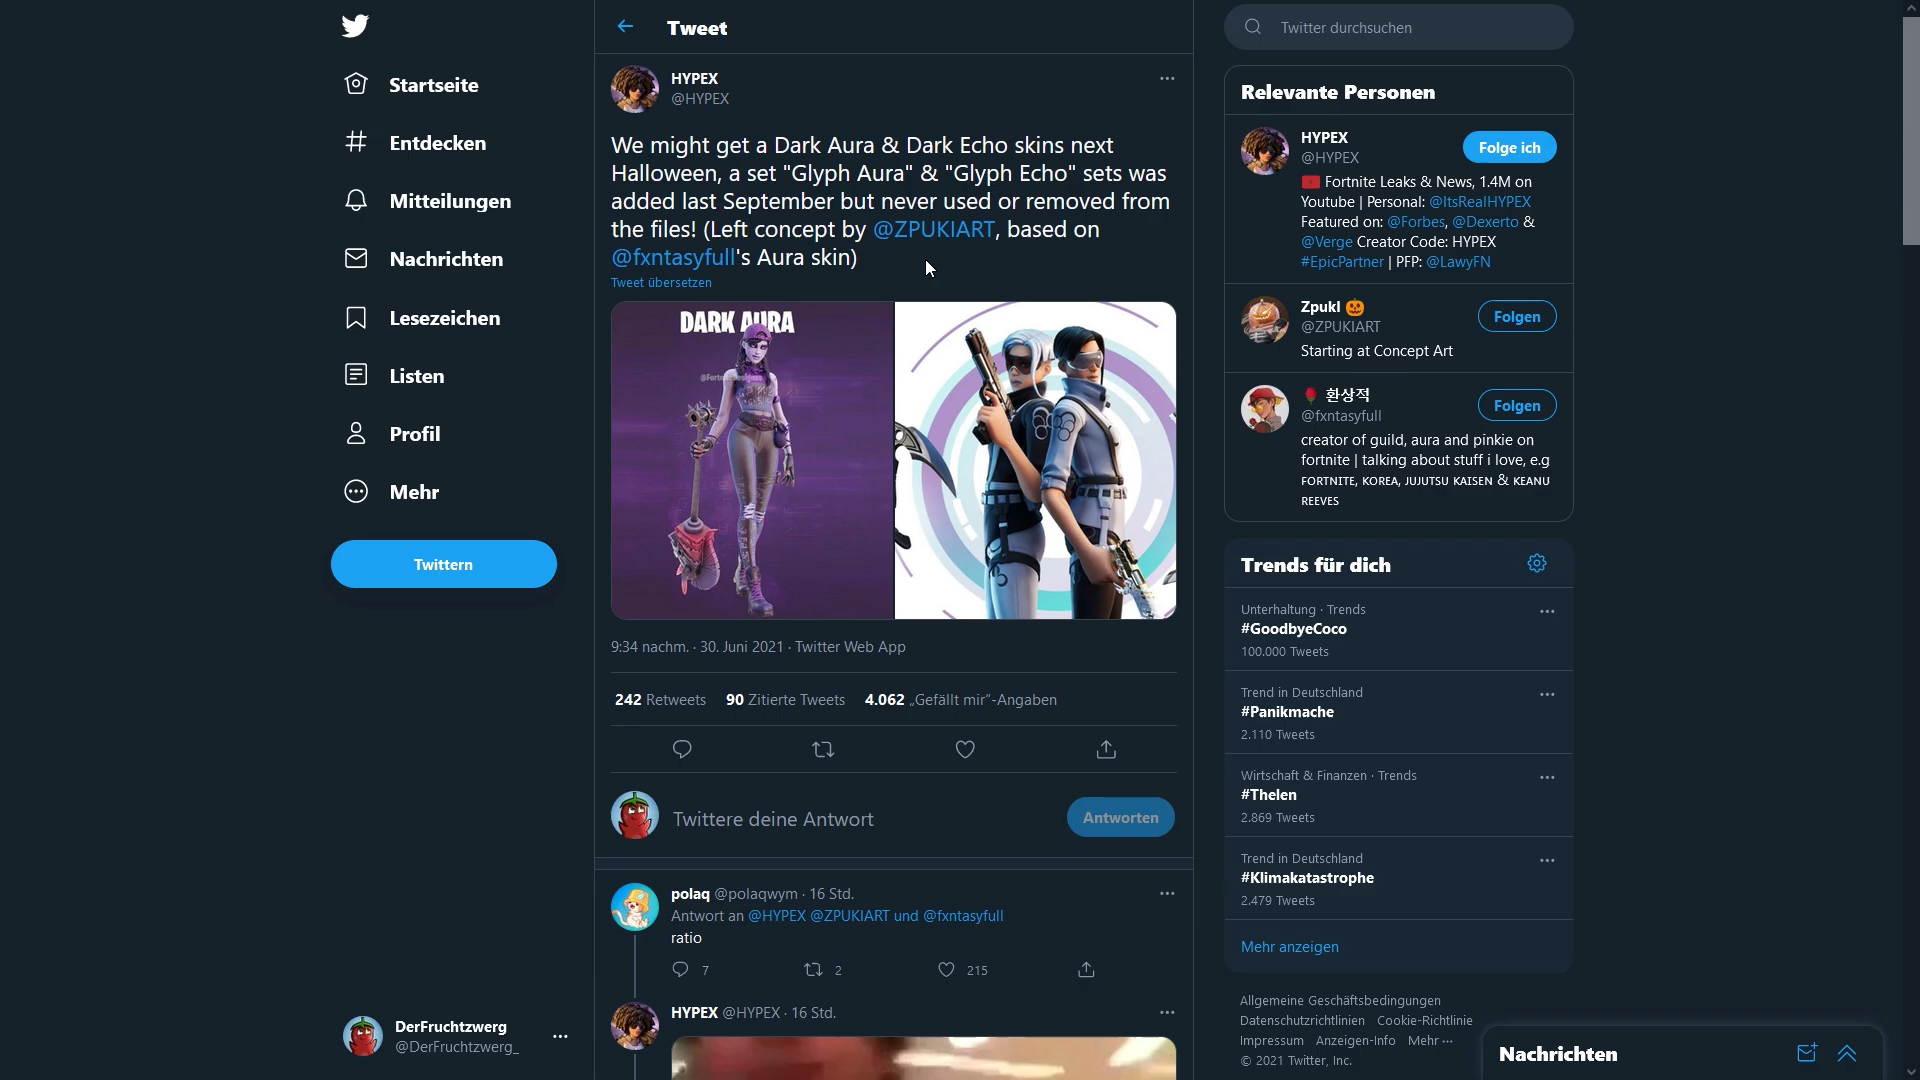 Startseite
Entdecken
Mitteilungen
Nachrichten
Lesezeichen
Listen
Profil
Mehr
Twittern
DerFruchtzwerg
@DerFruchtzwerg_
Tweet
HYPEX
@HYPEX
We might get a Dark Aura & Dark Echo skins next
Halloween, a set "Glyph Aura" & "Glyph Echo" sets was
added last September but never used or removed from
the files! (Left concept by @ZPUKIART, based on
@fxntasyfull's Aura skin)
Tweet übersetzen
DARK AURA
9:34 nachm. · 30. Juni 2021 · Twitter Web App
242 Retweets 90 Zitierte Tweets 4.062 „Gefällt mir“-Angaben
Twittere deine Antwort
Antworten
polaq @polaqwym · 16 Std.
Antwort an @HYPEX @ZPUKIART und @fxntasyfull
ratio
7 2 215
HYPEX @HYPEX · 16 Std.
Twitter durchsuchen
Relevante Personen
HYPEX
@HYPEX
Folge ich
Fortnite Leaks & News, 1.4M on
Youtube | Personal: @ItsRealHYPEX
Featured on: @Forbes, @Dexerto &
@Verge Creator Code: HYPEX
#EpicPartner | PFP: @LawyFN
Zpukl 🎃
@ZPUKIART
Folgen
Starting at Concept Art
🌹 환상적
@fxntasyfull
Folgen
creator of guild, aura and pinkie on
fortnite | talking about stuff i love, e.g
ꜰᴏʀᴛɴɪᴛᴇ, ᴋᴏʀᴇᴀ, ᴊᴜᴊᴜᴛsᴜ ᴋᴀɪsᴇɴ & ᴋᴇᴀɴᴜ
ʀᴇᴇᴠᴇs
Trends für dich
Unterhaltung · Trends
#GoodbyeCoco
100.000 Tweets
Trend in Deutschland
#Panikmache
2.110 Tweets
Wirtschaft & Finanzen · Trends
#Thelen
2.869 Tweets
Trend in Deutschland
#Klimakatastrophe
2.479 Tweets
Mehr anzeigen
Allgemeine Geschäftsbedingungen
Datenschutzrichtlinien Cookie-Richtlinie
Impressum Anzeigen-Info Mehr ···
© 2021 Twitter, Inc.
Nachrichten